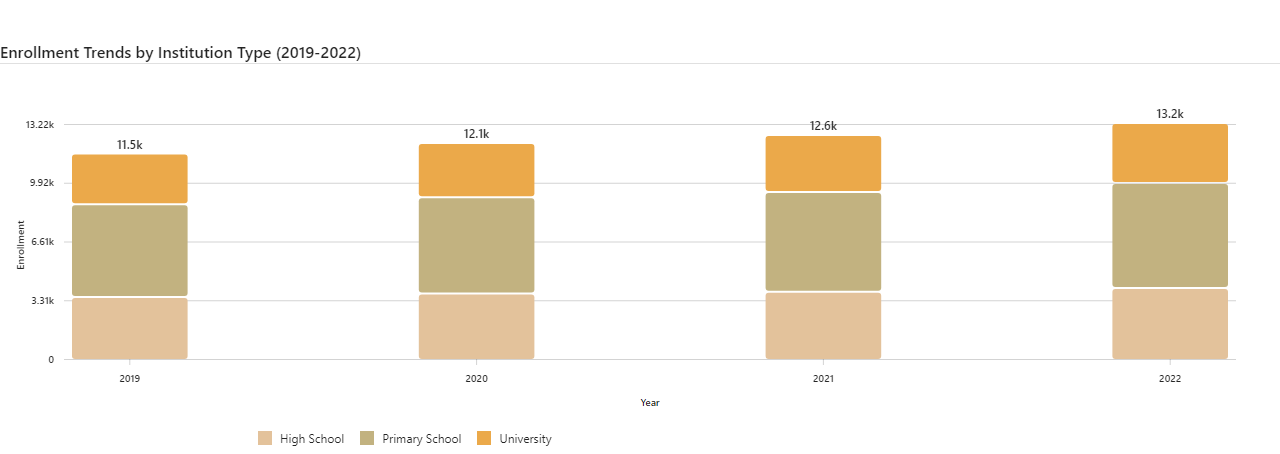 Enrollment Trends by Institution Type (2019-2022)
13.22k
9.92k
6.61k
3.31k
0
Enrollment
11.5k
12.1k
12.6k
13.2k
2019
2020
2021
2022
Year
High School
Primary School
University